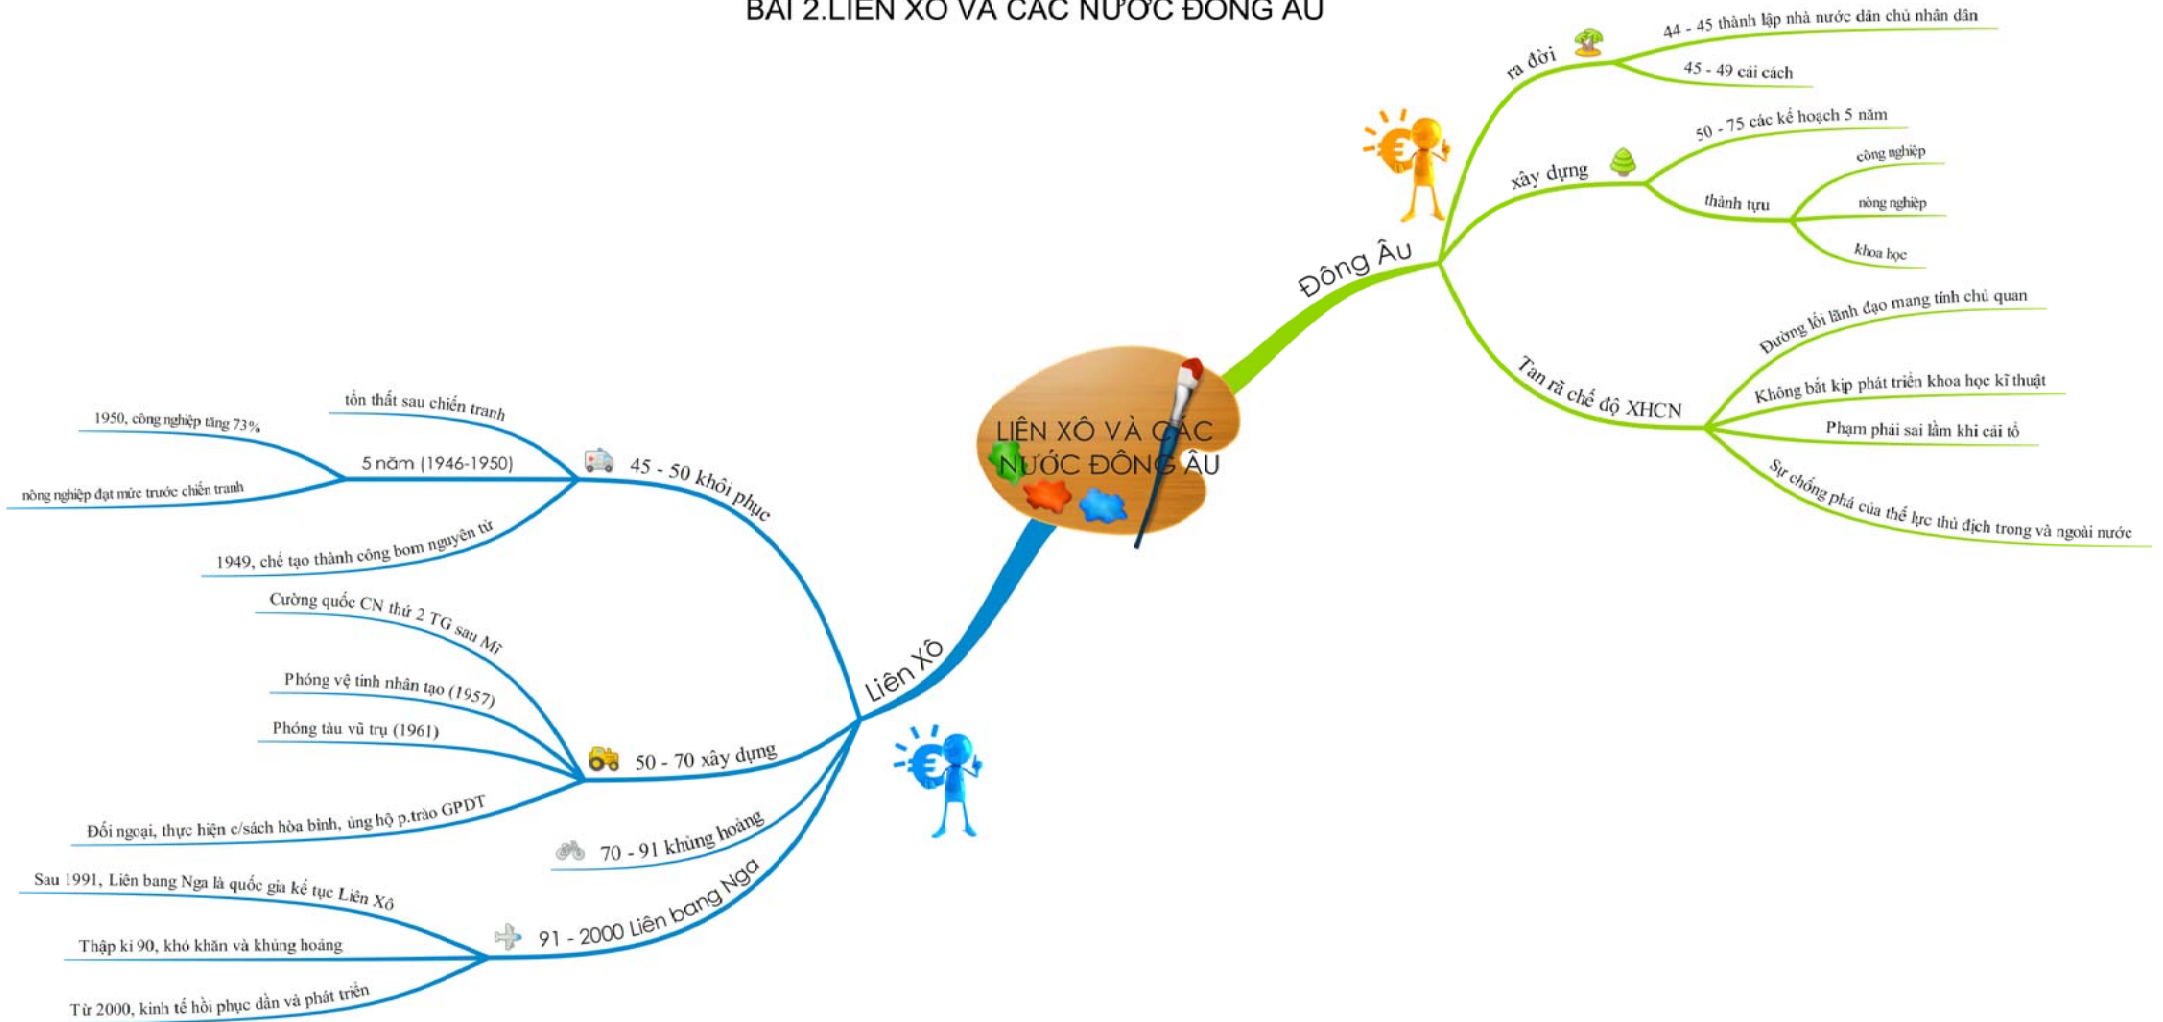 BÀI 2.LIÊN XÔ VÀ CÁC NƯỚC ĐÔNG ÂU
LIÊN XÔ VÀ CÁC
NƯỚC ĐÔNG ÂU
Đông Âu
ra đời
44 - 45 thành lập nhà nước dân chủ nhân dân
45 - 49 cải cách
xây dựng
50 - 75 các kế hoạch 5 năm
thành tựu
công nghiệp
nông nghiệp
khoa học
Tan rã chế độ XHCN
Đường lối lãnh đạo mang tính chủ quan
Không bắt kịp phát triển khoa học kĩ thuật
Phạm phải sai lầm khi cải tổ
Sự chống phá của thế lực thù địch trong và ngoài nước
Liên Xô
45 - 50 khôi phục
tổn thất sau chiến tranh
5 năm (1946-1950)
1950, công nghiệp tăng 73%
nông nghiệp đạt mức trước chiến tranh
1949, chế tạo thành công bom nguyên tử
50 - 70 xây dựng
Cường quốc CN thứ 2 TG sau Mĩ
Phóng vệ tinh nhân tạo (1957)
Phóng tàu vũ trụ (1961)
Đối ngoại, thực hiện c/sách hòa bình, ủng hộ p.trào GPDT
70 - 91 khủng hoảng
91 - 2000 Liên bang Nga
Sau 1991, Liên bang Nga là quốc gia kế tục Liên Xô
Thập kỉ 90, khó khăn và khủng hoảng
Từ 2000, kinh tế hồi phục dần và phát triển